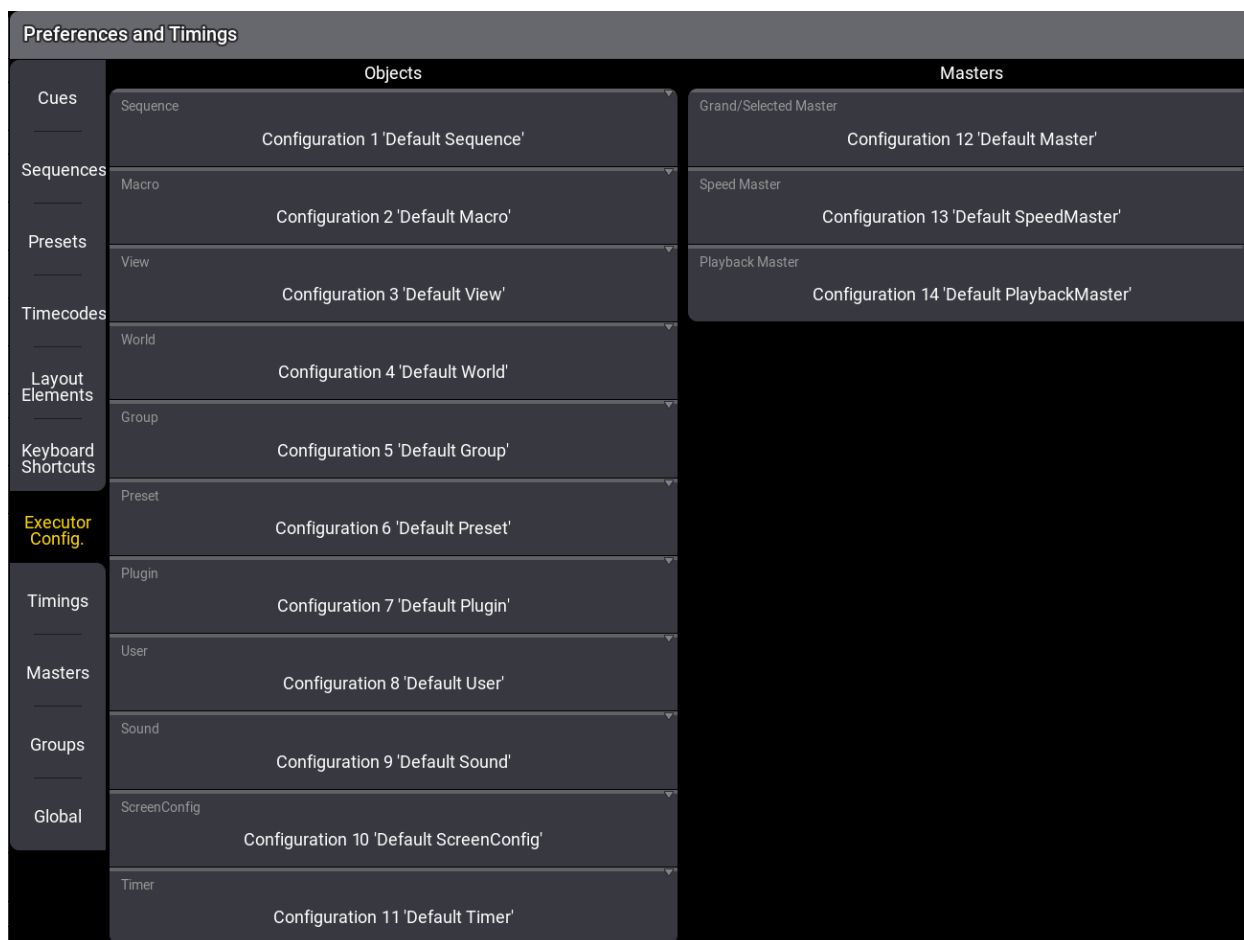 Preferences and Timings
Cues
Sequences
Presets
Timecodes
Layout
Elements
Keyboard
Shortcuts
Executor
Config.
Timings
Masters
Groups
Global
Objects
Sequence
Configuration 1 'Default Sequence'
Macro
Configuration 2 'Default Macro'
View
Configuration 3 'Default View'
World
Configuration 4 'Default World'
Group
Configuration 5 'Default Group'
Preset
Configuration 6 'Default Preset'
Plugin
Configuration 7 'Default Plugin'
User
Configuration 8 'Default User'
Sound
Configuration 9 'Default Sound'
ScreenConfig
Configuration 10 'Default ScreenConfig'
Timer
Configuration 11 'Default Timer'
Masters
Grand/Selected Master
Configuration 12 'Default Master'
Speed Master
Configuration 13 'Default SpeedMaster'
Playback Master
Configuration 14 'Default PlaybackMaster'